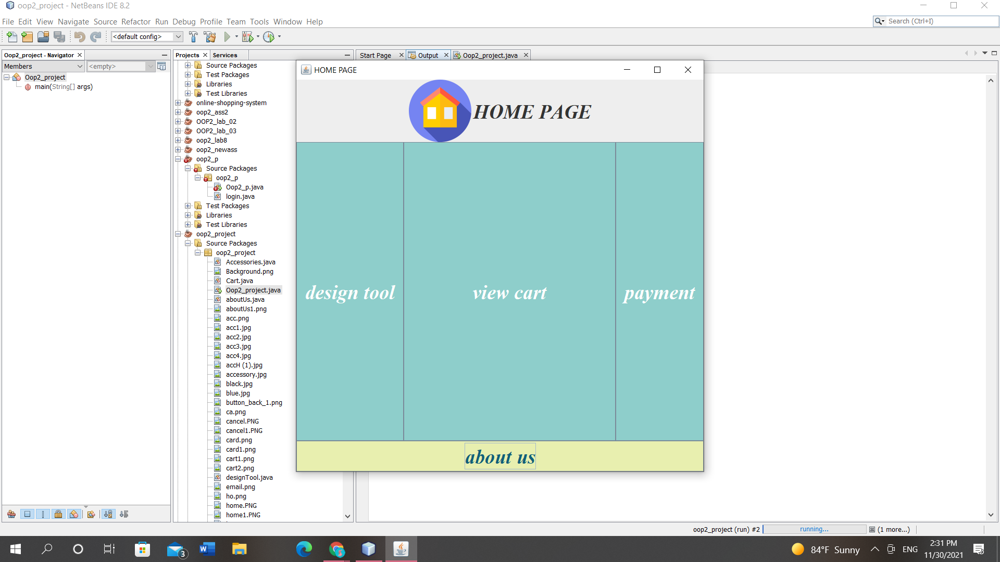 oop2_project - NetBeans IDE 8.2
File Edit View Navigate Source Refactor Run Debug Profile Team Tools Window Help
Search (Ctrl+I)
<default config>
Oop2_project - Navigator
Members
<empty>
Oop2_project
main(String[] args)
Projects
Services
Source Packages
Test Packages
Libraries
Test Libraries
online-shopping-system
oop2_ass2
OOP2_lab_02
OOP2_lab_03
oop2_lab8
oop2_newass
oop2_p
Source Packages
oop2_p
Oop2_p.java
login.java
Test Packages
Libraries
Test Libraries
oop2_project
Source Packages
oop2_project
Accessories.java
Background.png
Cart.java
Oop2_project.java
aboutUs.java
aboutUs1.png
acc.png
acc1.jpg
acc2.jpg
acc3.jpg
acc4.jpg
accH (1).jpg
accessory.jpg
black.jpg
blue.jpg
button_back_1.png
ca.png
cancel.PNG
cancel1.PNG
card.png
card1.png
cart1.png
cart2.png
designTool.java
email.png
ho.png
home.PNG
home1.PNG
Start Page
Output
Oop2_project.java
HOME PAGE
HOME PAGE
design tool
view cart
payment
about us
oop2_project (run) #2
running...
(1 more...)
3
84°F Sunny
ENG
2:31 PM
11/30/2021